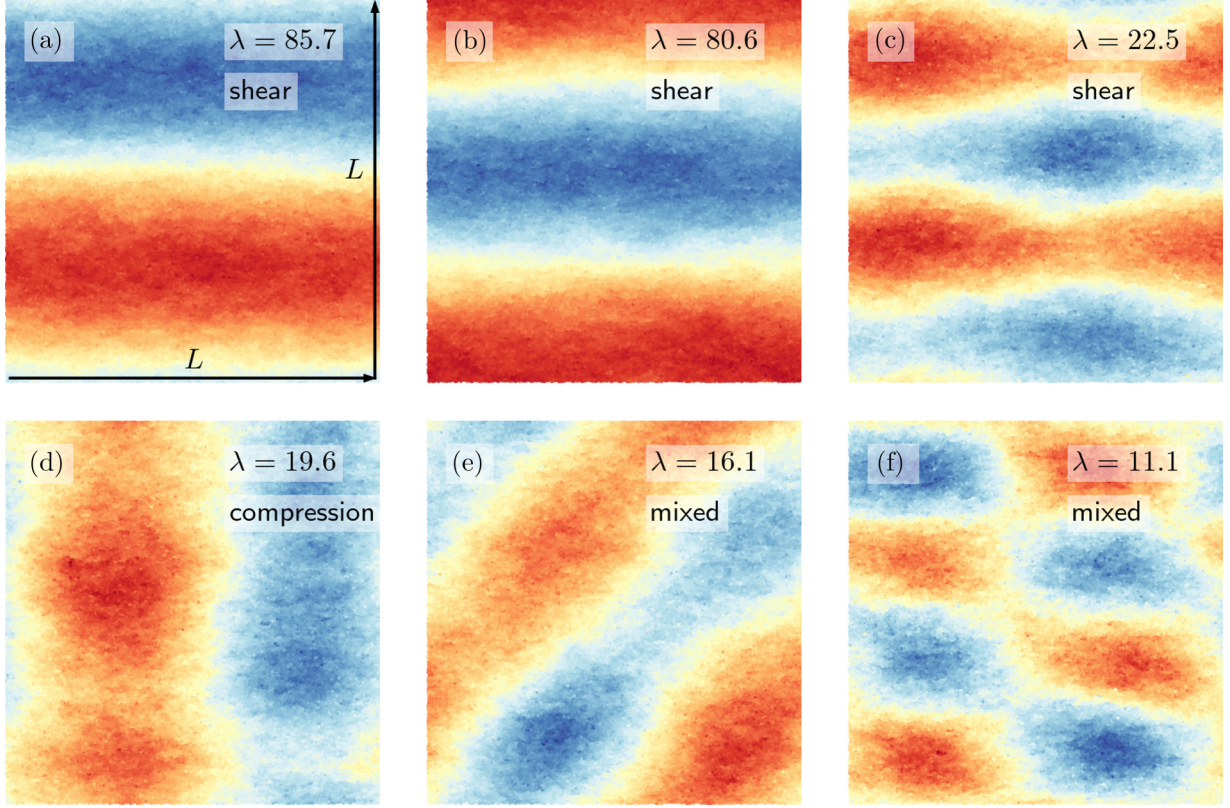 (a)
λ = 85.7
shear
L
L
(b)
λ = 80.6
shear
(c)
λ = 22.5
shear
(d)
λ = 19.6
compression
(e)
λ = 16.1
mixed
(f)
λ = 11.1
mixed